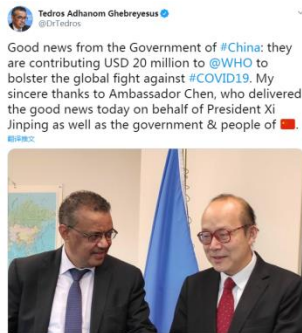 Tedros Adhanom Ghebreyesus
@DrTedros
Good news from the Government of #China: they
are contributing USD 20 million to @WHO to
bolster the global fight against #COVID19. My
sincere thanks to Ambassador Chen, who delivered
the good news today on behalf of President Xi
Jinping as well as the government & people of 🇨🇳.
翻译推文